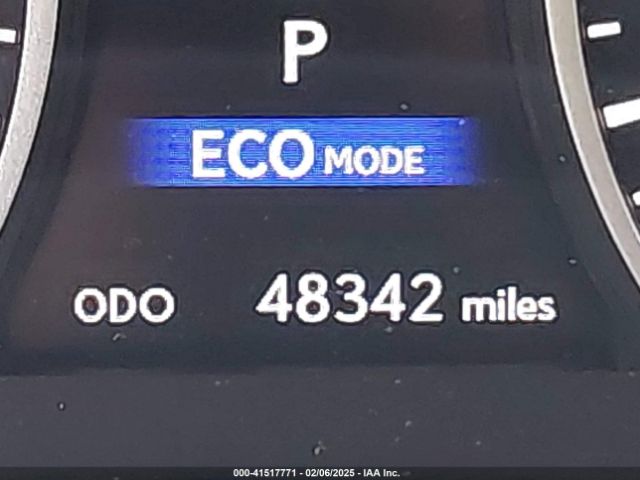 P
ECO MODE
ODO 48342 miles
000-41517771 - 02/06/2025 - IAA Inc.